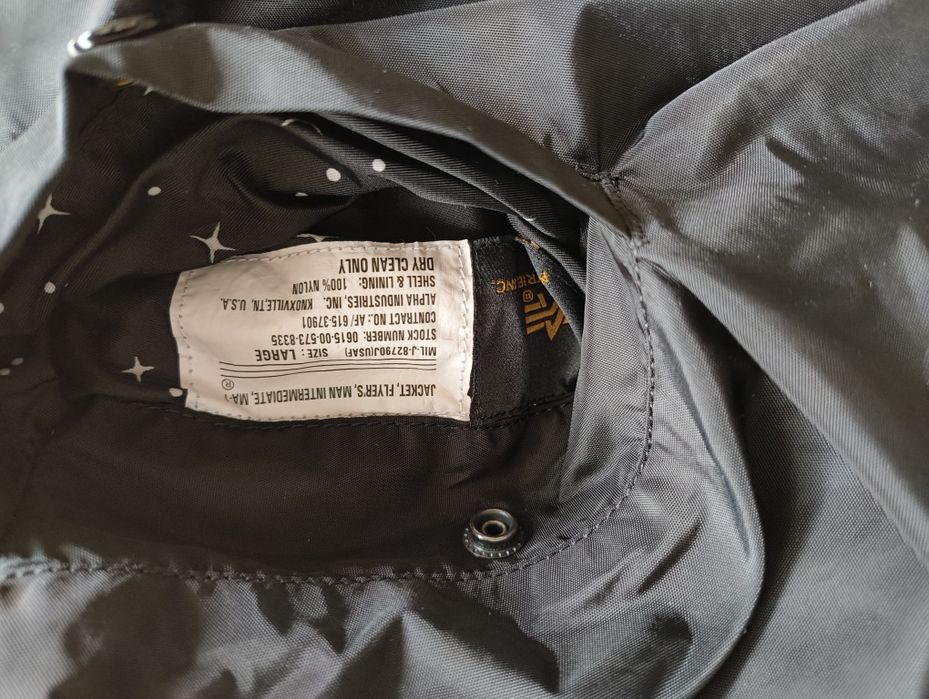 JACKET, FLYER'S, MAN INTERMEDIATE, MA-1
®
MIL-J-8279DJ(USAF) SIZE : LARGE
STOCK NUMBER: 0615-00-573-8335
CONTRACT NO.: AF/ 615-37901
ALPHA INDUSTRIES, INC. KNOXVILLE, TN, U.S.A.
SHELL & LINING: 100% NYLON
DRY CLEAN ONLY
®